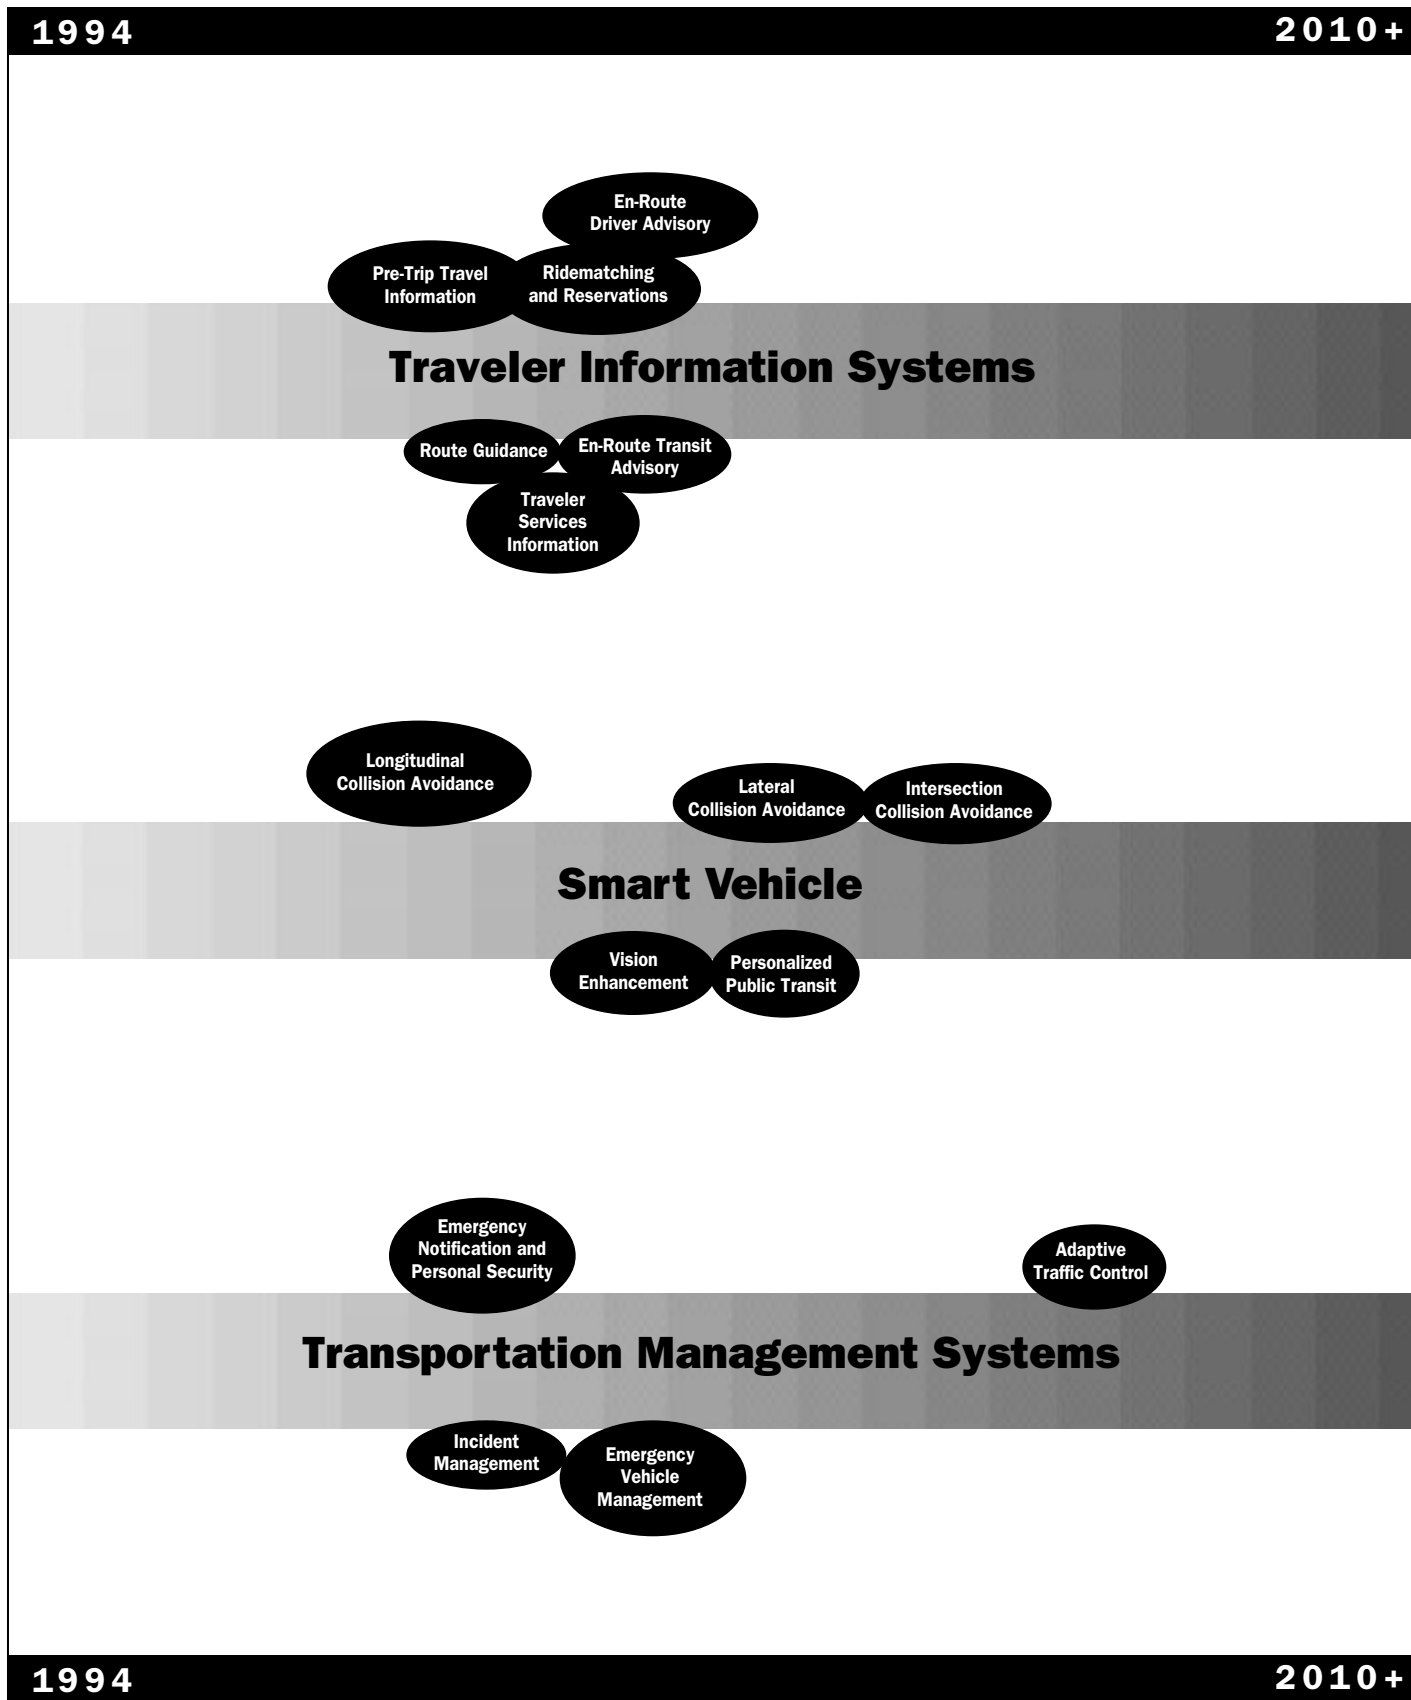 1994
2010+
En-Route
Driver Advisory
Pre-Trip Travel
Information
Ridematching
and Reservations
Traveler Information Systems
Route Guidance
En-Route Transit
Advisory
Traveler
Services
Information
Longitudinal
Collision Avoidance
Lateral
Collision Avoidance
Intersection
Collision Avoidance
Smart Vehicle
Vision
Enhancement
Personalized
Public Transit
Emergency
Notification and
Personal Security
Adaptive
Traffic Control
Transportation Management Systems
Incident
Management
Emergency
Vehicle
Management
1994
2010+